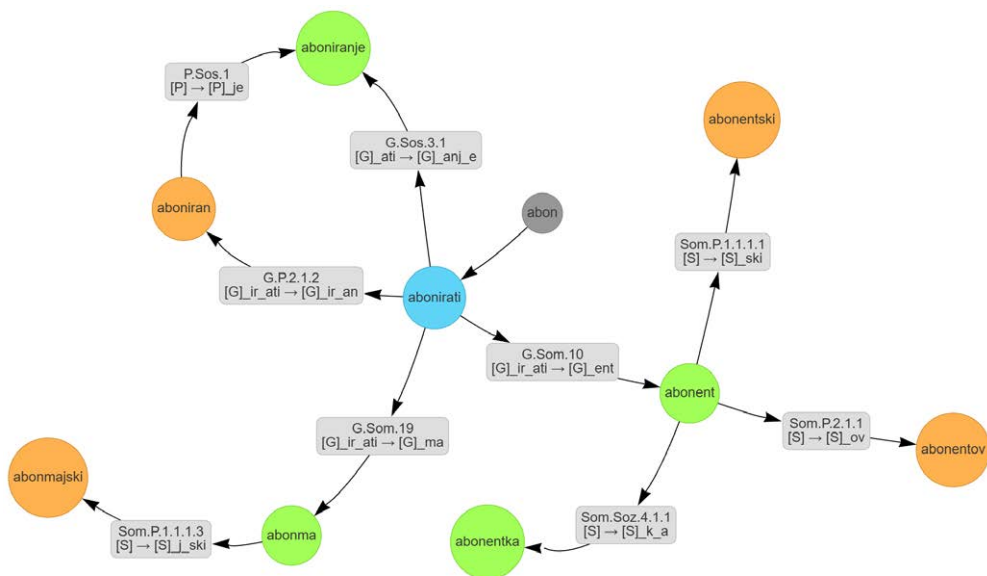 aboniranje
P.Sos.1
[P] → [P]_je
abonentski
G.Sos.3.1
[G]_ati → [G]_anj_e
aboniran
abon
Som.P.1.1.1.1
[S] → [S]_ski
G.P.2.1.2
[G]_ir_ati → [G]_ir_an
abonirati
G.Som.10
[G]_ir_ati → [G]_ent
abonent
G.Som.19
[G]_ir_ati → [G]_ma
Som.P.2.1.1
[S] → [S]_ov
abonentov
abonmajski
Som.P.1.1.1.3
[S] → [S]_j_ski
abonma
abonentka
Som.Soz.4.1.1
[S] → [S]_k_a